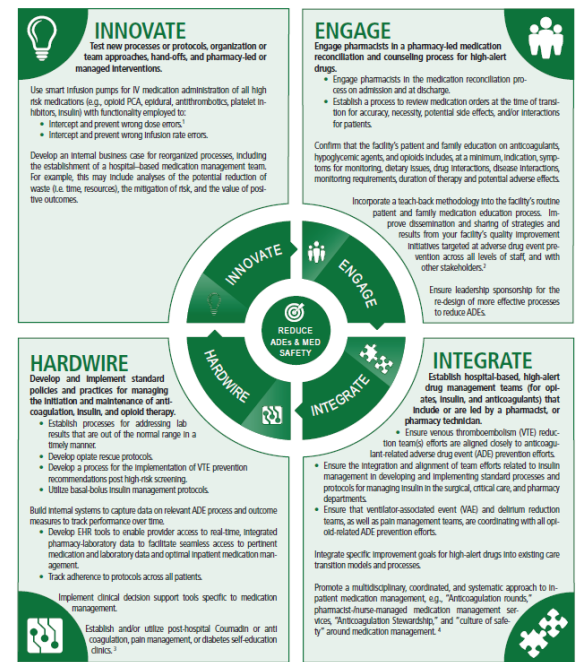 INNOVATE
Test new processes or protocols, organization or
team approaches, hand-offs, and pharmacy-led or
managed interventions.
Use smart infusion pumps for IV medication administration of all high
risk medications (e.g., opioid PCA, epidural, antithrombotics, platelet in-
hibitors, insulin) with functionality employed to:
• Intercept and prevent wrong dose errors.¹
• Intercept and prevent wrong infusion rate errors.
Develop an internal business case for reorganized processes, including
the establishment of a hospital–based medication management team.
For example, this may include analyses of the potential reduction of
waste (i.e. time, resources), the mitigation of risk, and the value of posi-
tive outcomes.
ENGAGE
Engage pharmacists in a pharmacy-led medication
reconciliation and counseling process for high-alert
drugs.
• Engage pharmacists in the medication reconciliation pro-
cess on admission and at discharge.
• Establish a process to review medication orders at the time of transi-
tion for accuracy, necessity, potential side effects, and/or interactions
for patients.
Confirm that the facility's patient and family education on anticoagulants,
hypoglycemic agents, and opioids includes, at a minimum, indication, symp-
toms for monitoring, dietary issues, drug interactions, disease interactions,
monitoring requirements, duration of therapy and potential adverse effects.
Incorporate a teach-back methodology into the facility's routine
patient and family medication education process. Im-
prove dissemination and sharing of strategies and
results from your facility's quality improvement
initiatives targeted at adverse drug event pre-
vention across all levels of staff, and with
other stakeholders.²
Ensure leadership sponsorship for the
re-design of more effective processes
to reduce ADEs.
INNOVATE
ENGAGE
HARDWIRE
INTEGRATE
REDUCE
ADEs & MED
SAFETY
HARDWIRE
Develop and implement standard
policies and practices for managing
the initiation and maintenance of anti-
coagulation, insulin, and opioid therapy.
• Establish processes for addressing lab
results that are out of the normal range in a
timely manner.
• Develop opiate rescue protocols.
• Develop a process for the implementation of VTE prevention
recommendations post high-risk screening.
• Utilize basal-bolus insulin management protocols.
Build internal systems to capture data on relevant ADE process and outcome
measures to track performance over time.
• Develop EHR tools to enable provider access to real-time, integrated
pharmacy-laboratory data to facilitate seamless access to pertinent
medication and laboratory data and optimal inpatient medication man-
agement.
• Track adherence to protocols across all patients.
Implement clinical decision support tools specific to medication
management.
Establish and/or utilize post-hospital Coumadin or anti
coagulation, pain management, or diabetes self-education
clinics. ³
INTEGRATE
Establish hospital-based, high-alert
drug management teams (for opi-
ates, insulin, and anticoagulants) that
include or are led by a pharmacist, or
pharmacy technician.
• Ensure venous thromboembolism (VTE) reduc-
tion team(s) efforts are aligned closely to anticoagu-
lant-related adverse drug event (ADE) prevention efforts.
• Ensure the integration and alignment of team efforts related to insulin
management in developing and implementing standard processes and
protocols for managing insulin in the surgical, critical care, and pharmacy
departments.
• Ensure that ventilator-associated event (VAE) and delirium reduction
teams, as well as pain management teams, are coordinating with all opi-
oid-related ADE prevention efforts.
Integrate specific improvement goals for high-alert drugs into existing care
transition models and processes.
Promote a multidisciplinary, coordinated, and systematic approach to in-
patient medication management, e.g., "Anticoagulation rounds,"
pharmacist-/nurse-managed medication management ser-
vices, "Anticoagulation Stewardship," and "culture of safe-
ty" around medication management. ⁴